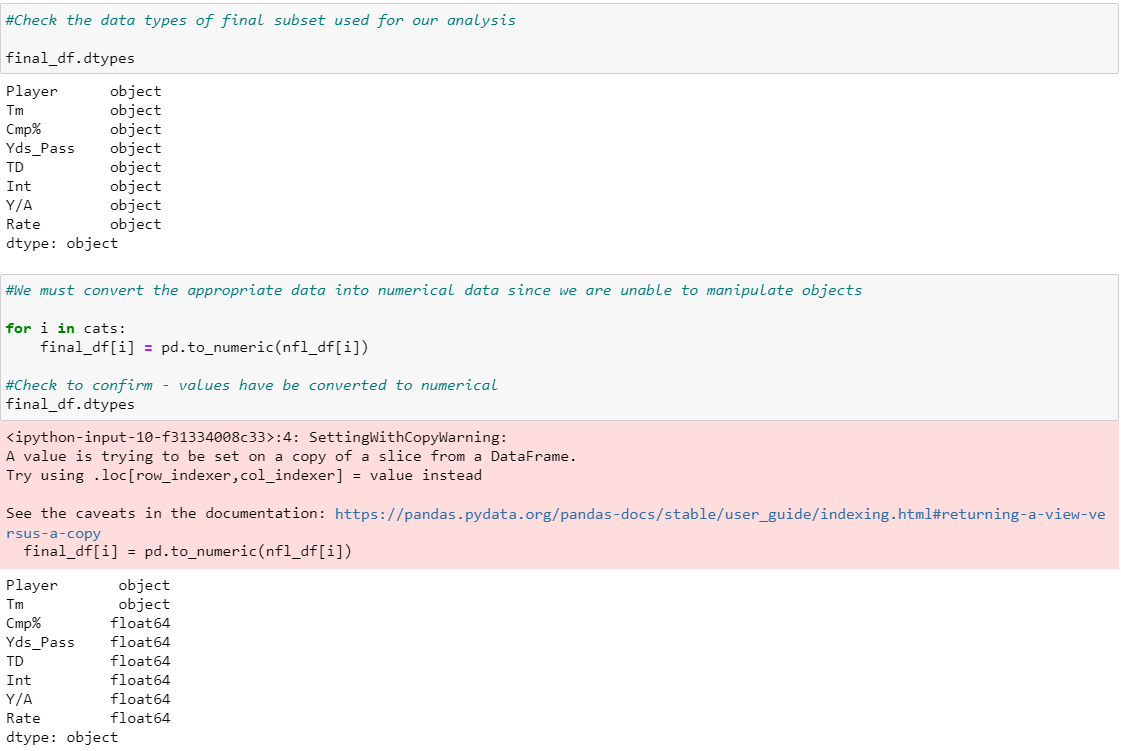 #Check the data types of final subset used for our analysis
final_df.dtypes
Player object
Tm object
Cmp% object
Yds_Pass object
TD object
Int object
Y/A object
Rate object
dtype: object
#We must convert the appropriate data into numerical data since we are unable to manipulate objects
for i in cats:
    final_df[i] = pd.to_numeric(nfl_df[i])
#Check to confirm - values have be converted to numerical
final_df.dtypes
<ipython-input-10-f31334008c33>:4: SettingWithCopyWarning:
A value is trying to be set on a copy of a slice from a DataFrame.
Try using .loc[row_indexer,col_indexer] = value instead
See the caveats in the documentation: https://pandas.pydata.org/pandas-docs/stable/user_guide/indexing.html#returning-a-view-ve
rsus-a-copy
  final_df[i] = pd.to_numeric(nfl_df[i])
Player object
Tm object
Cmp% float64
Yds_Pass float64
TD float64
Int float64
Y/A float64
Rate float64
dtype: object